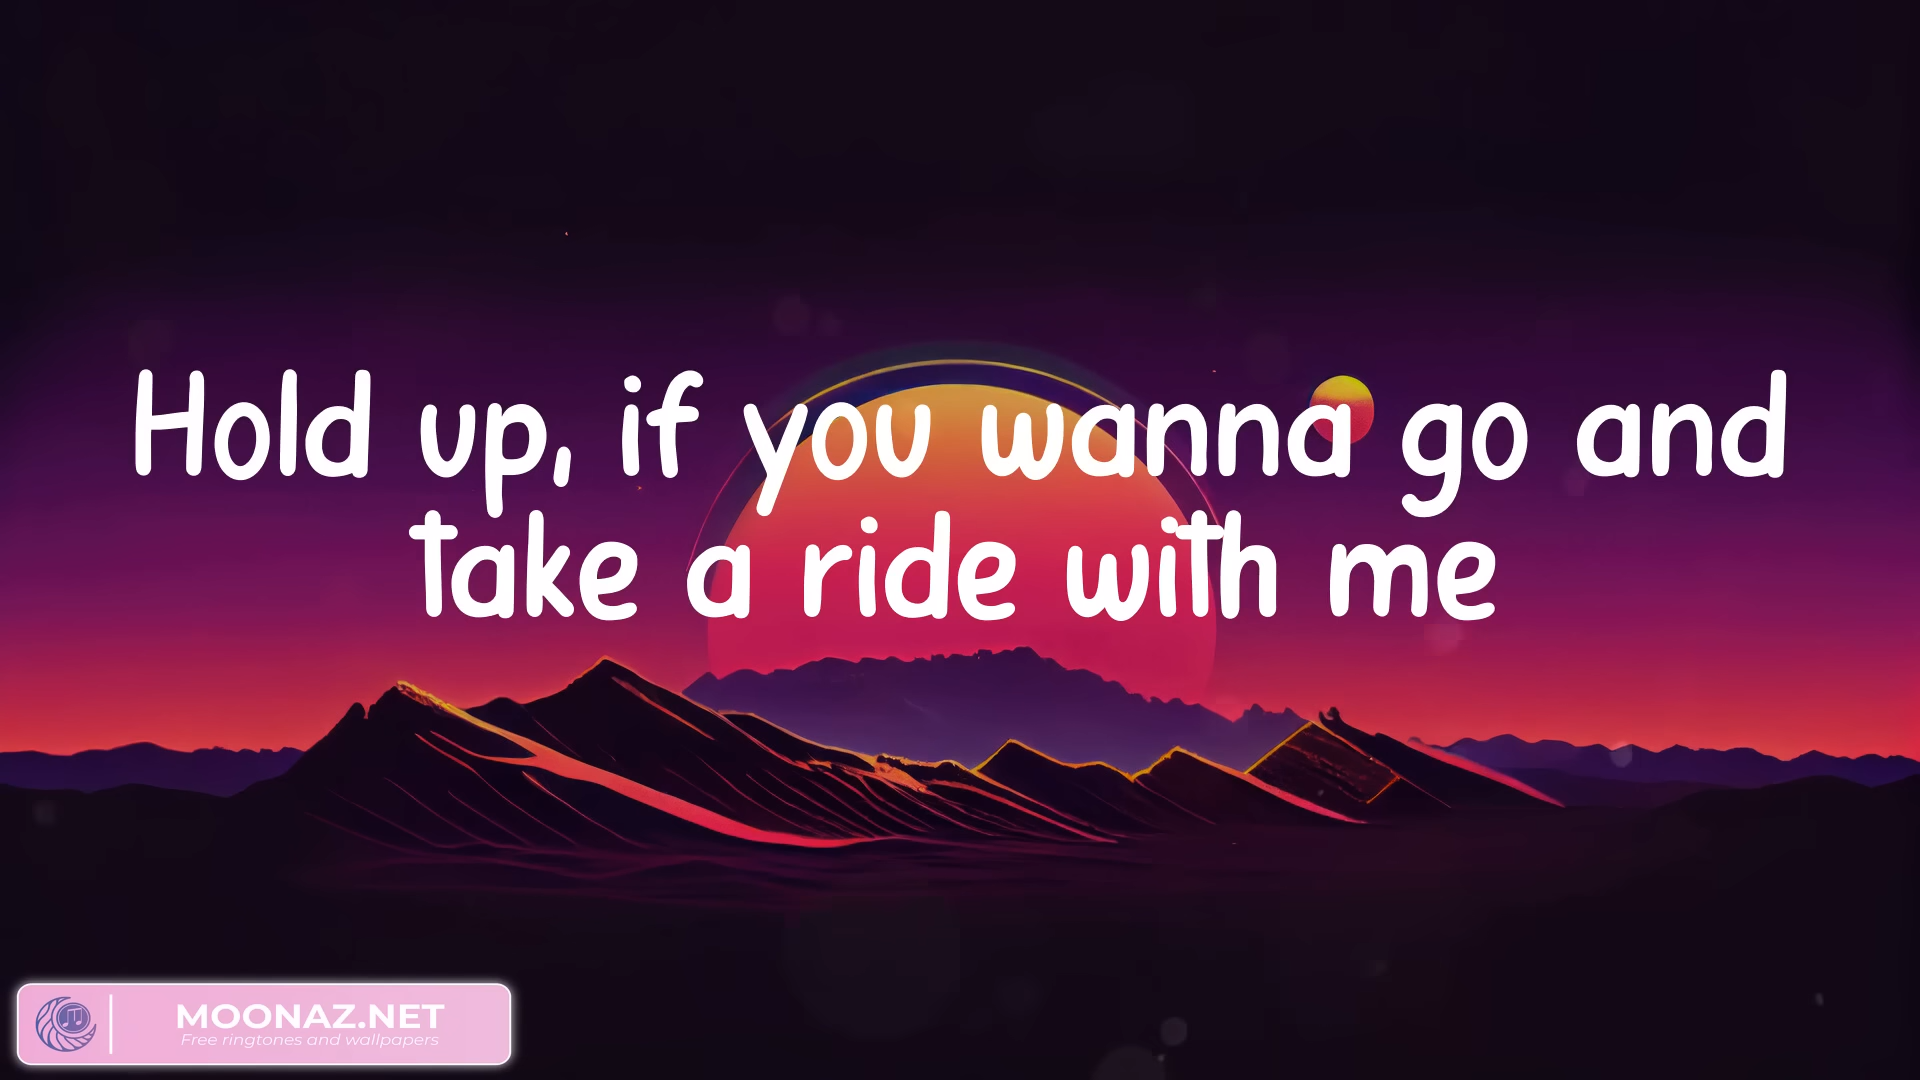 Hold up, if you wanna go and
take a ride with me
MOONAZ.NET
Free ringtones and wallpapers